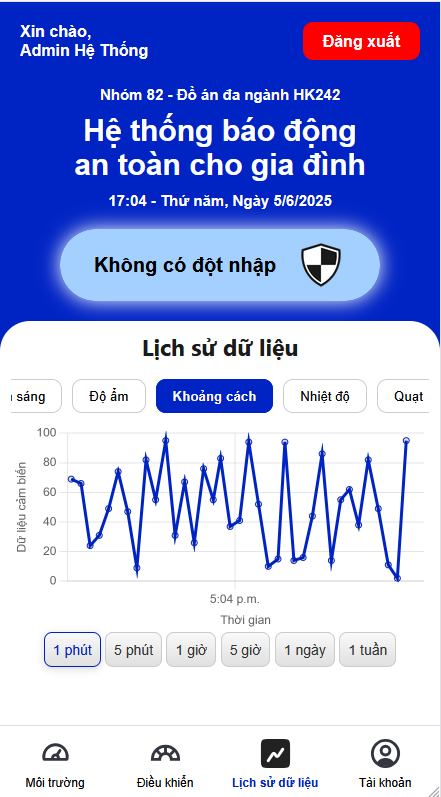 Xin chào,
Admin Hệ Thống
Đăng xuất
Nhóm 82 - Đồ án đa ngành HK242
Hệ thống báo động
an toàn cho gia đình
17:04 - Thứ năm, Ngày 5/6/2025
Không có đột nhập
Lịch sử dữ liệu
sáng
Độ ẩm
Khoảng cách
Nhiệt độ
Quạt
Dữ liệu cảm biến
100
80
60
40
20
0
5:04 p.m.
Thời gian
1 phút
5 phút
1 giờ
5 giờ
1 ngày
1 tuần
Môi trường
Điều khiển
Lịch sử dữ liệu
Tài khoản